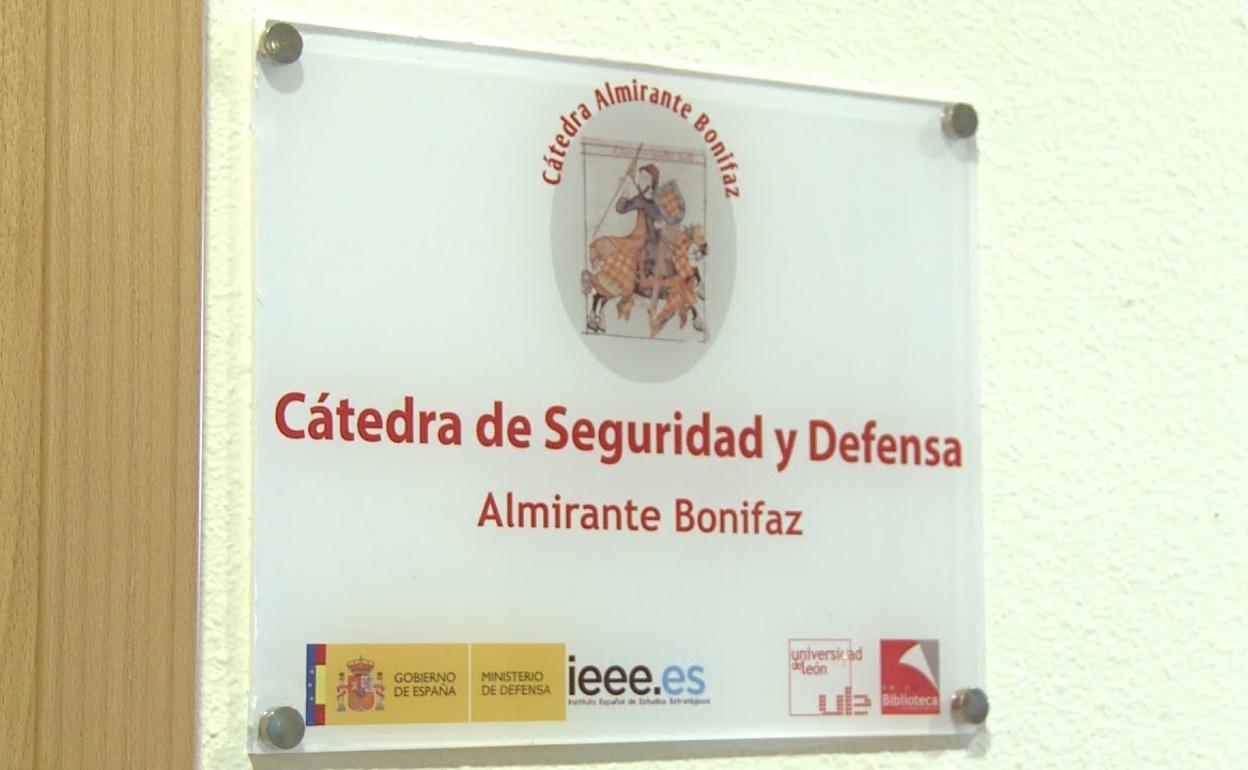 Cátedra Almirante Bonifaz
Cátedra de Seguridad y Defensa
Almirante Bonifaz
GOBIERNO
DE ESPAÑA
MINISTERIO
DE DEFENSA
ieee.es
Instituto Español de Estudios Estratégicos
universidad
de león
ule
Biblioteca